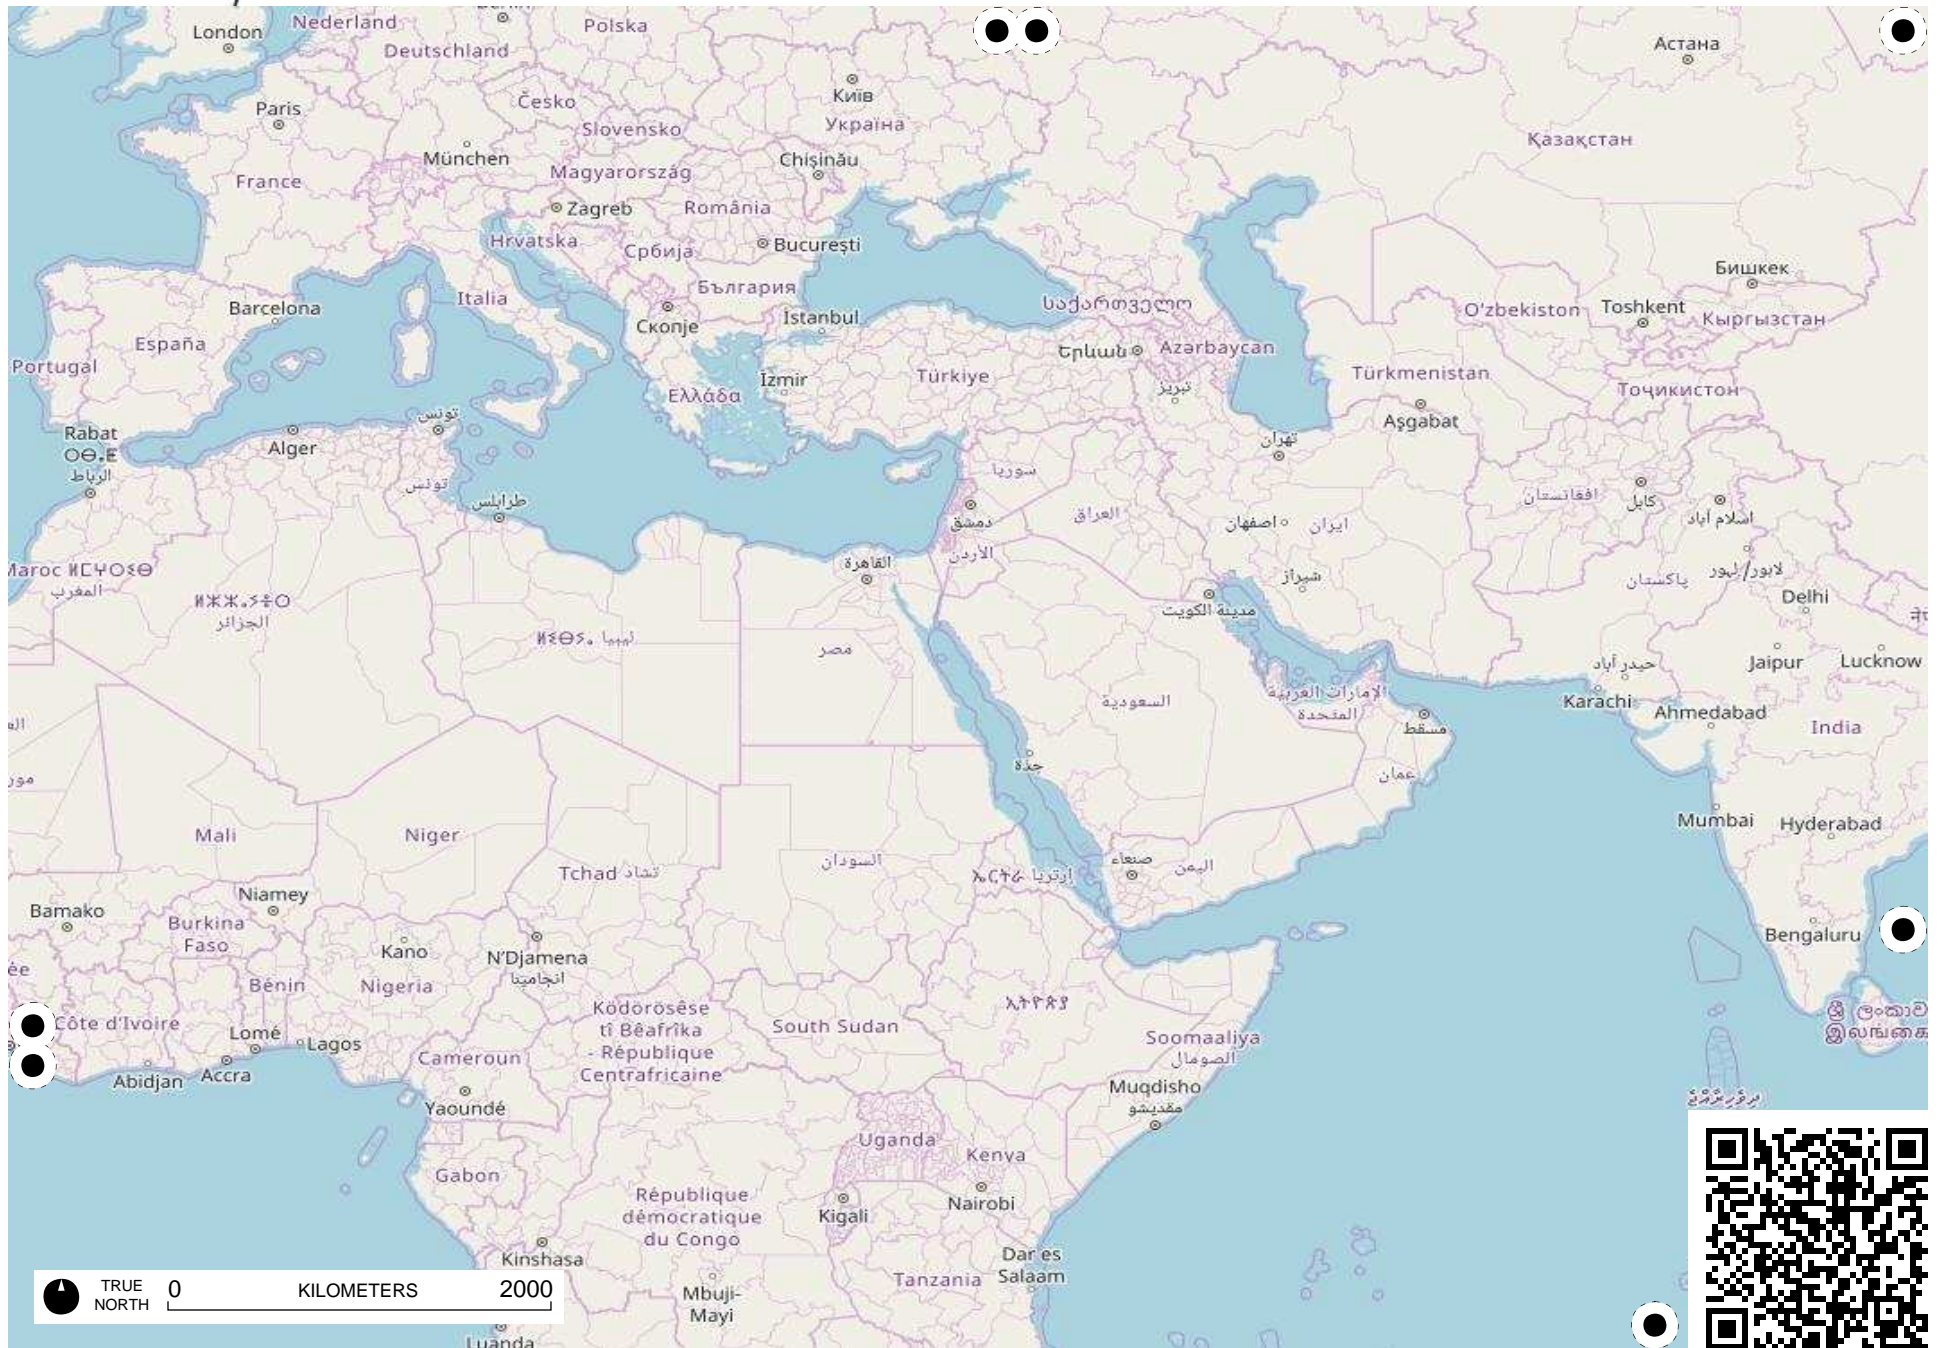 London
Nederland
Deutschland
Polska
Астана
Paris
Česko
Київ
Україна
Slovensko
Қазақстан
München
Chișinău
France
Magyarország
Zagreb
România
Hrvatska
Србија
București
Бишкек
България
Italia
Barcelona
საქართველო
Oʻzbekiston
Toshkent
Кыргызстан
Скопје
İstanbul
España
Portugal
Երևան
Azərbaycan
Türkiye
İzmir
Ελλάδα
تبریز
Türkmenistan
Тоҷикистон
تونس
Aşgabat
Rabat
ⵔⴱⴰⵟ
الرباط
Alger
تهران
سوريا
تونس
طرابلس
دمشق
العراق
اصفهان
ایران
افغانستان
کابل
اسلام آباد
الأردن
القاهرة
Maroc ⵍⵎⵖⵔⵉⴱ
المغرب
شیراز
پاکستان
لابور/لہور
Delhi
مدينة الكويت
ⵍⵣⵣⴰⵢⵔ
الجزائر
ⵍⵉⴱⵢⴰ ليبيا
مصر
حیدر آباد
Jaipur
Lucknow
السعودية
الإمارات العربية
المتحدة
Karachi
Ahmedabad
India
مسقط
جدة
عمان
Mumbai
Hyderabad
Mali
Niger
Tchad تشاد
السودان
ኤርትራ إرتريا
صنعاء
اليمن
Niamey
Bamako
Burkina
Faso
Kano
N'Djamena
انجامينا
Bengaluru
Bénin
Nigeria
Ködörösêse
tî Bêafrîka
- République
Centrafricaine
South Sudan
ኢትዮጵያ
Côte d'Ivoire
Lomé
Lagos
Soomaaliya
الصومال
Cameroun
Abidjan
Accra
Yaoundé
Muqdisho
مقديشو
ދިވެހިރާއްޖެ
Uganda
Kenya
Gabon
République
démocratique
du Congo
Kigali
Nairobi
Kinshasa
Dar es
Salaam
Tanzania
Mbuji-
Mayi
Luanda
TRUE
NORTH
0 KILOMETERS 2000